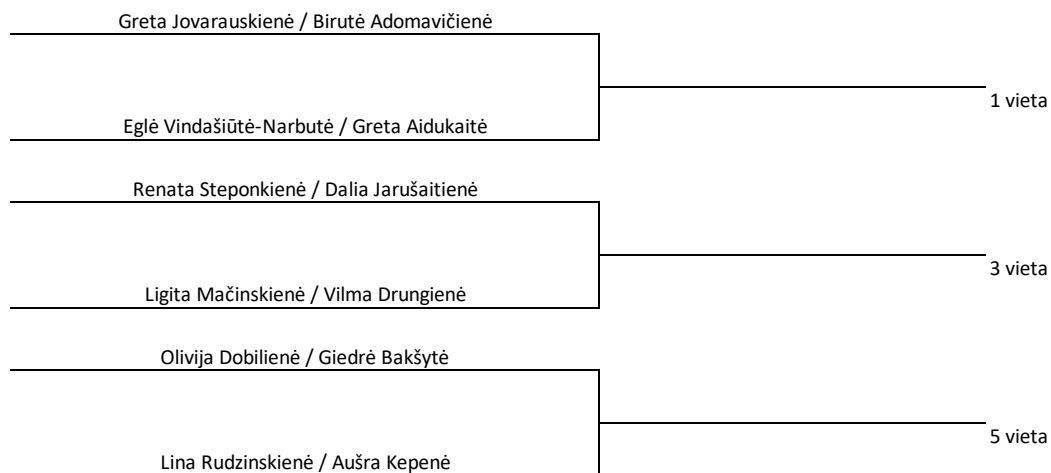 Greta Jovarauskienė / Birutė Adomavičienė
1 vieta
Eglė Vindašiūtė-Narbutė / Greta Aidukaitė
Renata Steponkienė / Dalia Jarušaitienė
3 vieta
Ligita Mačinskienė / Vilma Drungienė
Olivija Dobilienė / Giedrė Bakšytė
5 vieta
Lina Rudzinskienė / Aušra Kepenė